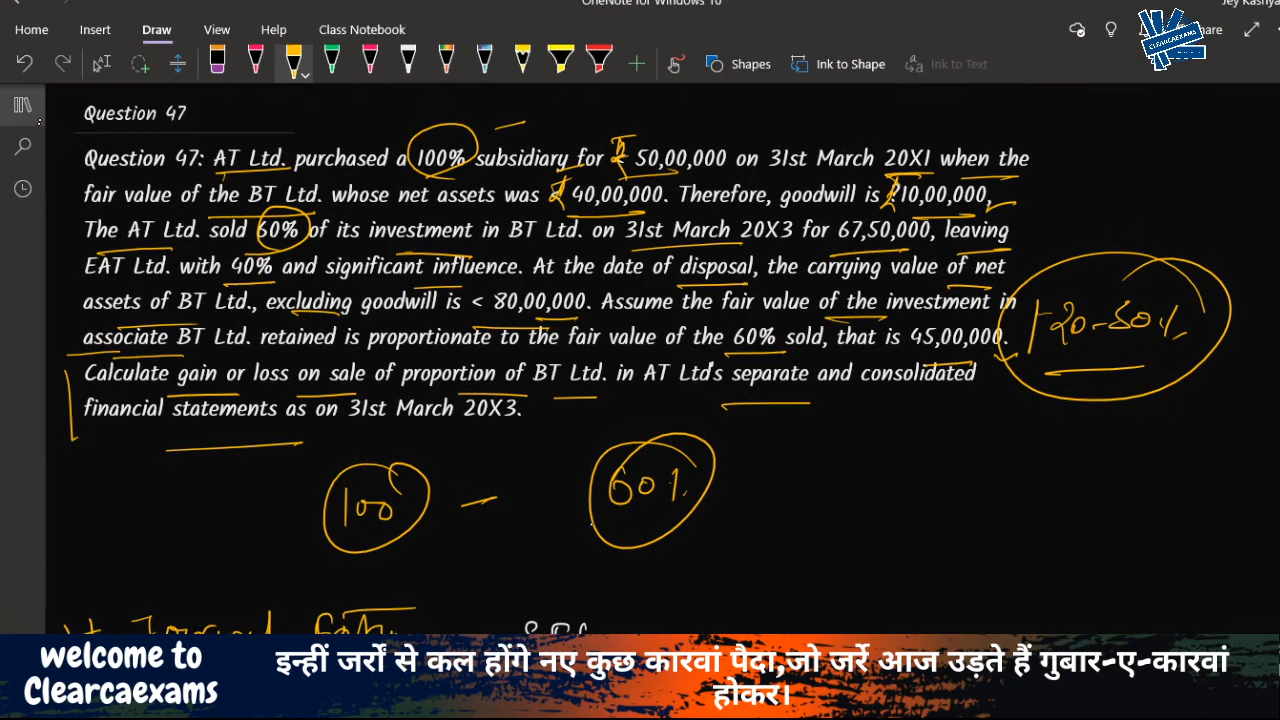 OneNote for Windows 10
Home Insert Draw View Help Class Notebook
CLEARCAEXAMS
Shapes Ink to Shape Ink to Text
Question 47
Question 47: AT Ltd. purchased a 100% subsidiary for ₹ 50,00,000 on 31st March 20X1 when the
fair value of the BT Ltd. whose net assets was ₹ 40,00,000. Therefore, goodwill is ₹10,00,000,
The AT Ltd. sold 60% of its investment in BT Ltd. on 31st March 20X3 for 67,50,000, leaving
EAT Ltd. with 40% and significant influence. At the date of disposal, the carrying value of net
assets of BT Ltd., excluding goodwill is < 80,00,000. Assume the fair value of the investment in
associate BT Ltd. retained is proportionate to the fair value of the 60% sold, that is 45,00,000.
Calculate gain or loss on sale of proportion of BT Ltd. in AT Ltd's separate and consolidated
financial statements as on 31st March 20X3.
20-50%
100 - 60%
welcome to
Clearcaexams
इन्हीं जर्रों से कल होंगे नए कुछ कारवां पैदा,जो जर्रे आज उड़ते हैं गुबार-ए-कारवां
होकर।